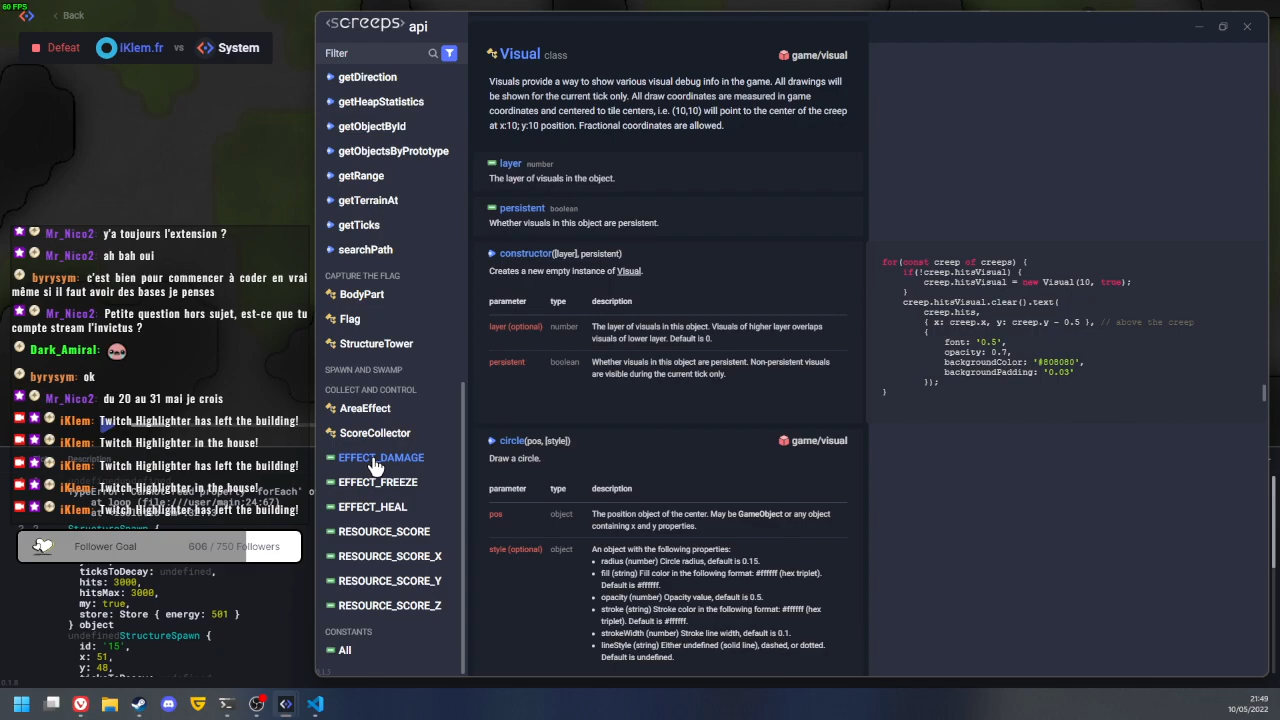 60 FPS
Back
Defeat
iKlem.fr
vs
System
Mr_Nico2: y'a toujours l'extension ?
Mr_Nico2: ah bah oui
byrysym: c'est bien pour commencer à coder en vrai
même si il faut avoir des bases je penses
Mr_Nico2: Petite question hors sujet, est-ce que tu
compte stream l'invictus ?
Dark_Amiral:
byrysym: ok
Mr_Nico2: du 20 au 31 mai je crois
iKlem: Twitch Highlighter has left the building!
iKlem: Twitch Highlighter in the house!
iKlem: Twitch Highlighter has left the building!
iKlem: Twitch Highlighter in the house!
iKlem: Twitch Highlighter has left the building!
Description
at loop (file:///user/main:24:67)
StructureSpawn {
Follower Goal
606 / 750 Followers
ticksToDecay: undefined,
hits: 3000,
hitsMax: 3000,
my: true,
store: Store { energy: 501 }
} object
undefinedStructureSpawn {
id: '15',
x: 51,
y: 48,
0.1.8
<screeps> api
Filter
getDirection
getHeapStatistics
getObjectById
getObjectsByPrototype
getRange
getTerrainAt
getTicks
searchPath
CAPTURE THE FLAG
BodyPart
Flag
StructureTower
SPAWN AND SWAMP
COLLECT AND CONTROL
AreaEffect
ScoreCollector
EFFECT_DAMAGE
EFFECT_FREEZE
EFFECT_HEAL
RESOURCE_SCORE
RESOURCE_SCORE_X
RESOURCE_SCORE_Y
RESOURCE_SCORE_Z
CONSTANTS
All
Visual class
game/visual
Visuals provide a way to show various visual debug info in the game. All drawings will
be shown for the current tick only. All draw coordinates are measured in game
coordinates and centered to tile centers, i.e. (10,10) will point to the center of the creep
at x:10; y:10 position. Fractional coordinates are allowed.
layer number
The layer of visuals in the object.
persistent boolean
Whether visuals in this object are persistent.
constructor([layer], persistent)
Creates a new empty instance of Visual.
parameter type description
layer (optional) number The layer of visuals in this object. Visuals of higher layer overlaps
visuals of lower layer. Default is 0.
persistent boolean Whether visuals in this object are persistent. Non-persistent visuals
are visible during the current tick only.
for(const creep of creeps) {
if(!creep.hitsVisual) {
creep.hitsVisual = new Visual(10, true);
}
creep.hitsVisual.clear().text(
creep.hits,
{ x: creep.x, y: creep.y - 0.5 }, // above the creep
{
font: '0.5',
opacity: 0.7,
backgroundColor: '#808080',
backgroundPadding: '0.03'
});
}
circle(pos, [style])
game/visual
Draw a circle.
parameter type description
pos object The position object of the center. May be GameObject or any object
containing x and y properties.
style (optional) object An object with the following properties:
• radius (number) Circle radius, default is 0.15.
• fill (string) Fill color in the following format: #ffffff (hex triplet).
Default is #ffffff.
• opacity (number) Opacity value, default is 0.5.
• stroke (string) Stroke color in the following format: #ffffff (hex
triplet). Default is #ffffff.
• strokeWidth (number) Stroke line width, default is 0.1.
• lineStyle (string) Either undefined (solid line), dashed, or dotted.
Default is undefined.
21:49
10/05/2022